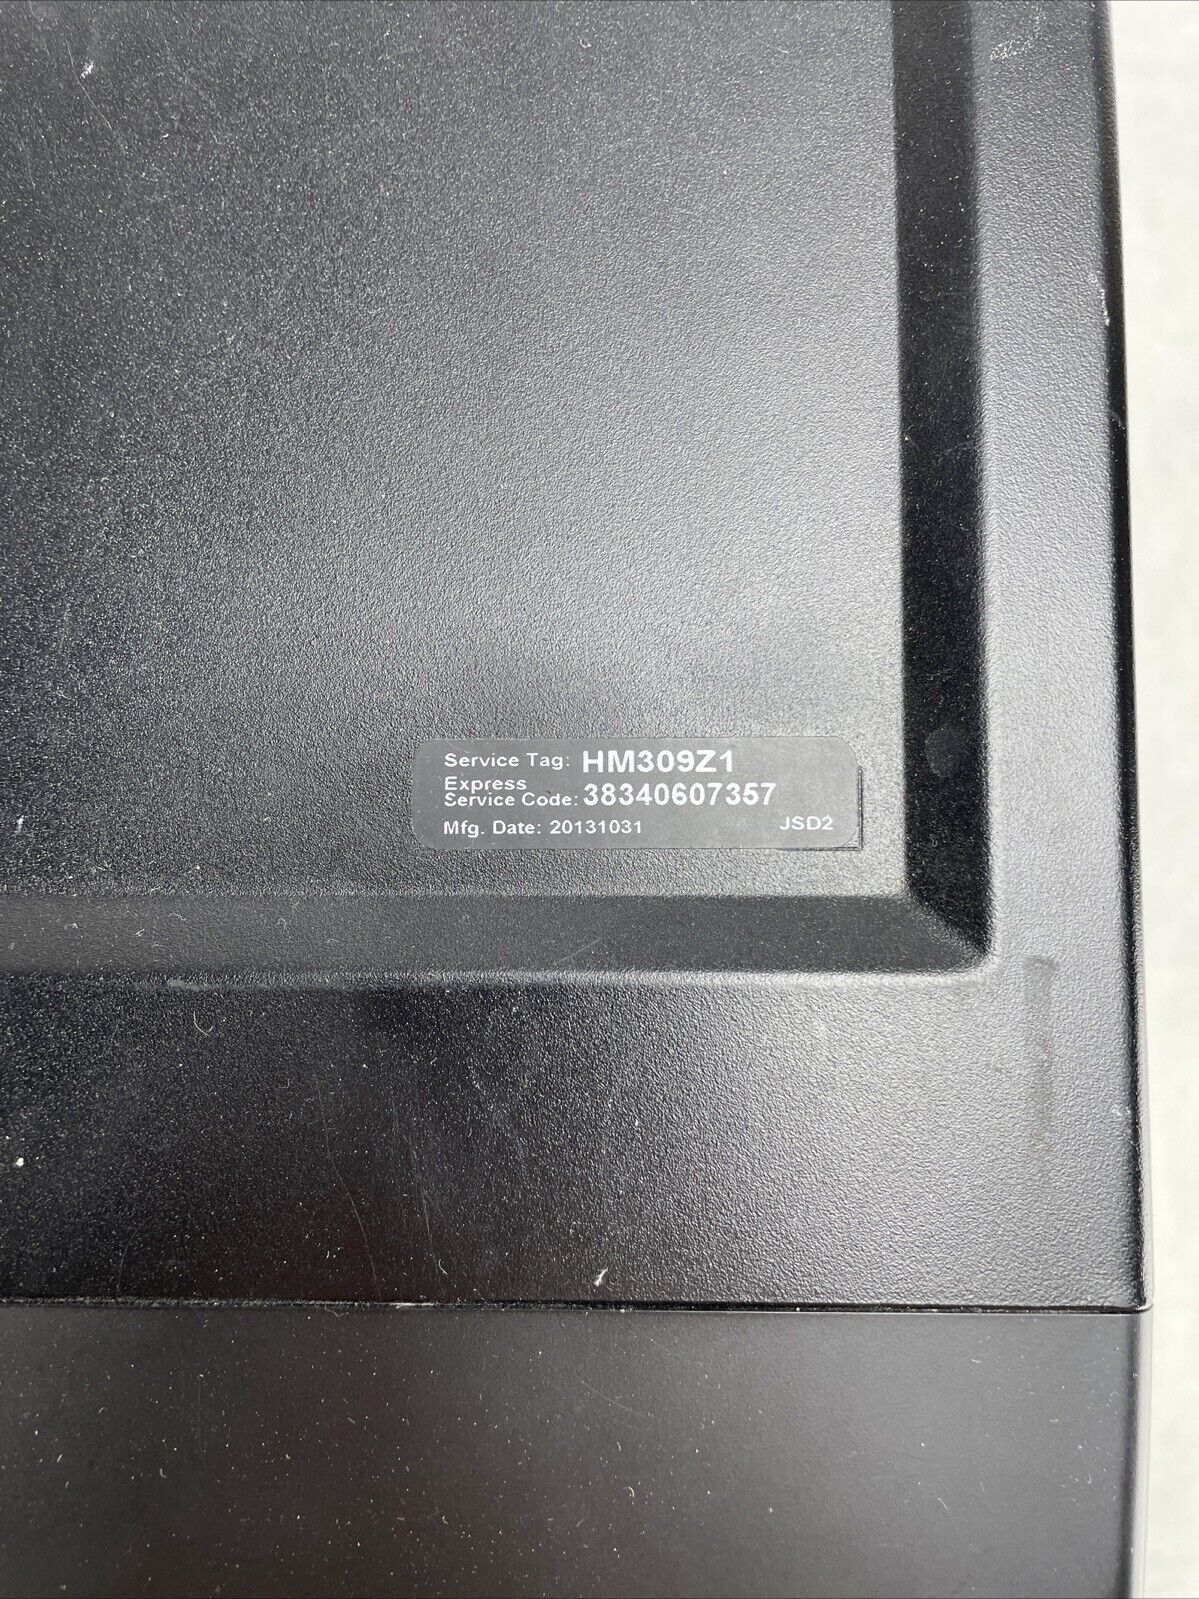 Service Tag: HM309Z1
Express
Service Code: 38340607357
Mfg. Date: 20131031 JSD2